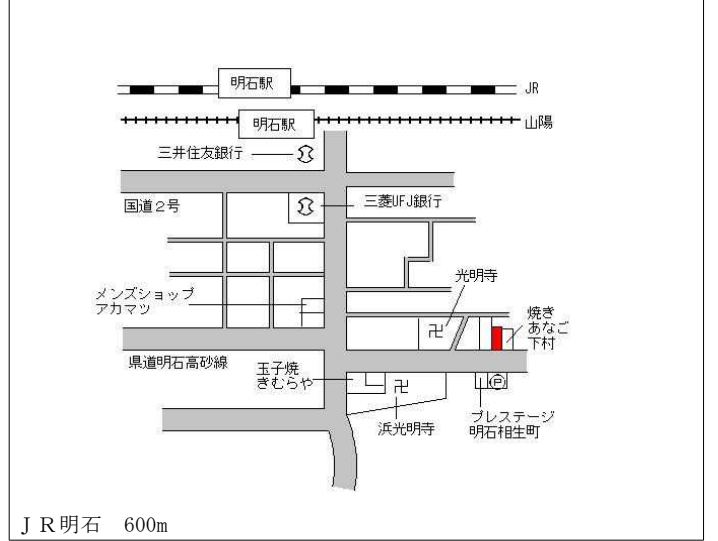 明石駅
JR
明石駅
山陽
三井住友銀行
国道２号
三菱UFJ銀行
光明寺
メンズショップ
アカマツ
焼き
あなご
下村
県道明石高砂線
玉子焼
きむらや
浜光明寺
Ⓟ
プレステージ
明石相生町
ＪＲ明石　600m